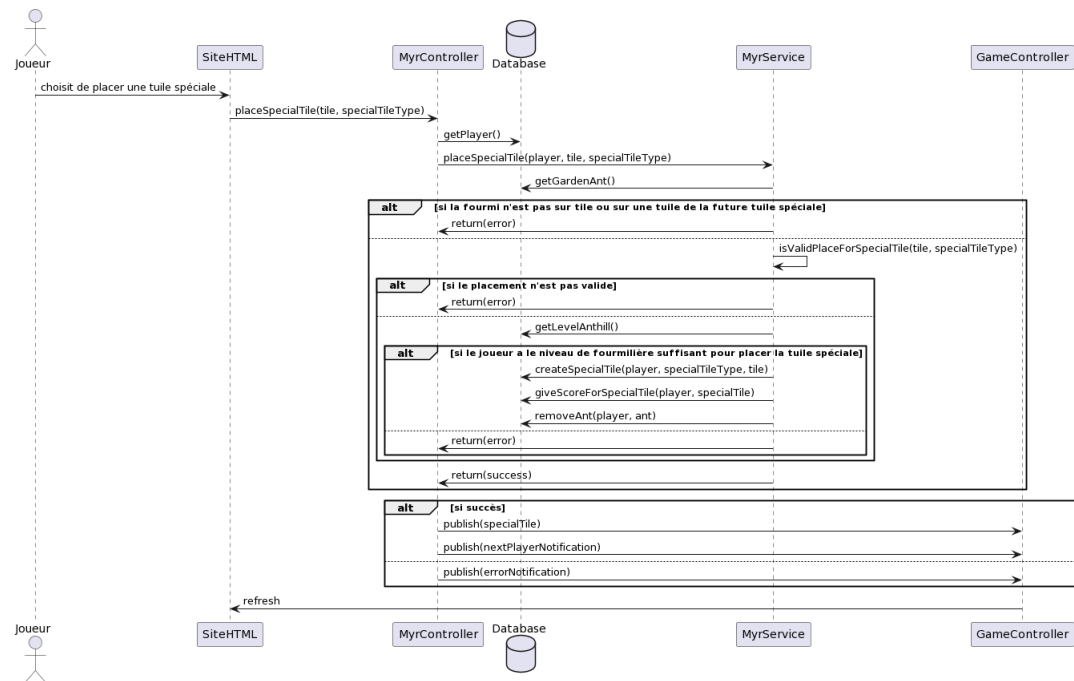 Joueur
SiteHTML
MyrController
Database
MyrService
GameController
choisit de placer une tuile spéciale
placeSpecialTile(tile, specialTileType)
getPlayer()
placeSpecialTile(player, tile, specialTileType)
getGardenAnt()
alt [si la fourmi n'est pas sur tile ou sur une tuile de la future tuile spéciale]
return(error)
isValidPlaceForSpecialTile(tile, specialTileType)
alt [si le placement n'est pas valide]
return(error)
getLevelAnthill()
alt [si le joueur a le niveau de fourmilière suffisant pour placer la tuile spéciale]
createSpecialTile(player, specialTileType, tile)
giveScoreForSpecialTile(player, specialTile)
removeAnt(player, ant)
return(error)
return(success)
alt [si succès]
publish(specialTile)
publish(nextPlayerNotification)
publish(errorNotification)
refresh
Joueur
SiteHTML
MyrController
Database
MyrService
GameController